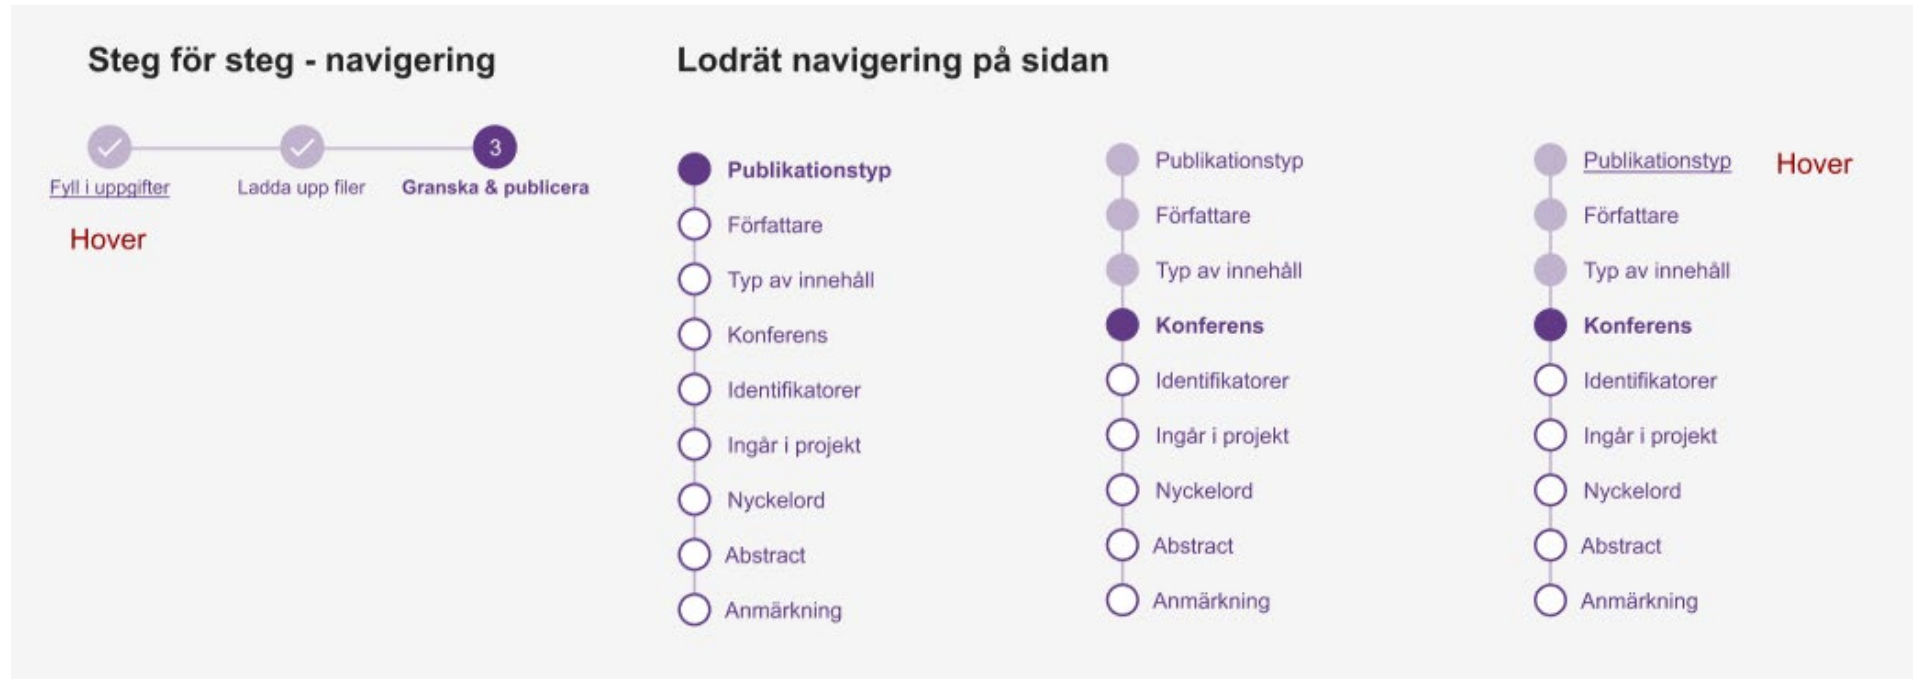 Steg för steg - navigering
3
Fyll i uppgifter
Ladda upp filer
Granska & publicera
Hover
Lodrät navigering på sidan
Publikationstyp
Författare
Typ av innehåll
Konferens
Identifikatorer
Ingår i projekt
Nyckelord
Abstract
Anmärkning
Publikationstyp
Författare
Typ av innehåll
Konferens
Identifikatorer
Ingår i projekt
Nyckelord
Abstract
Anmärkning
Publikationstyp
Hover
Författare
Typ av innehåll
Konferens
Identifikatorer
Ingår i projekt
Nyckelord
Abstract
Anmärkning